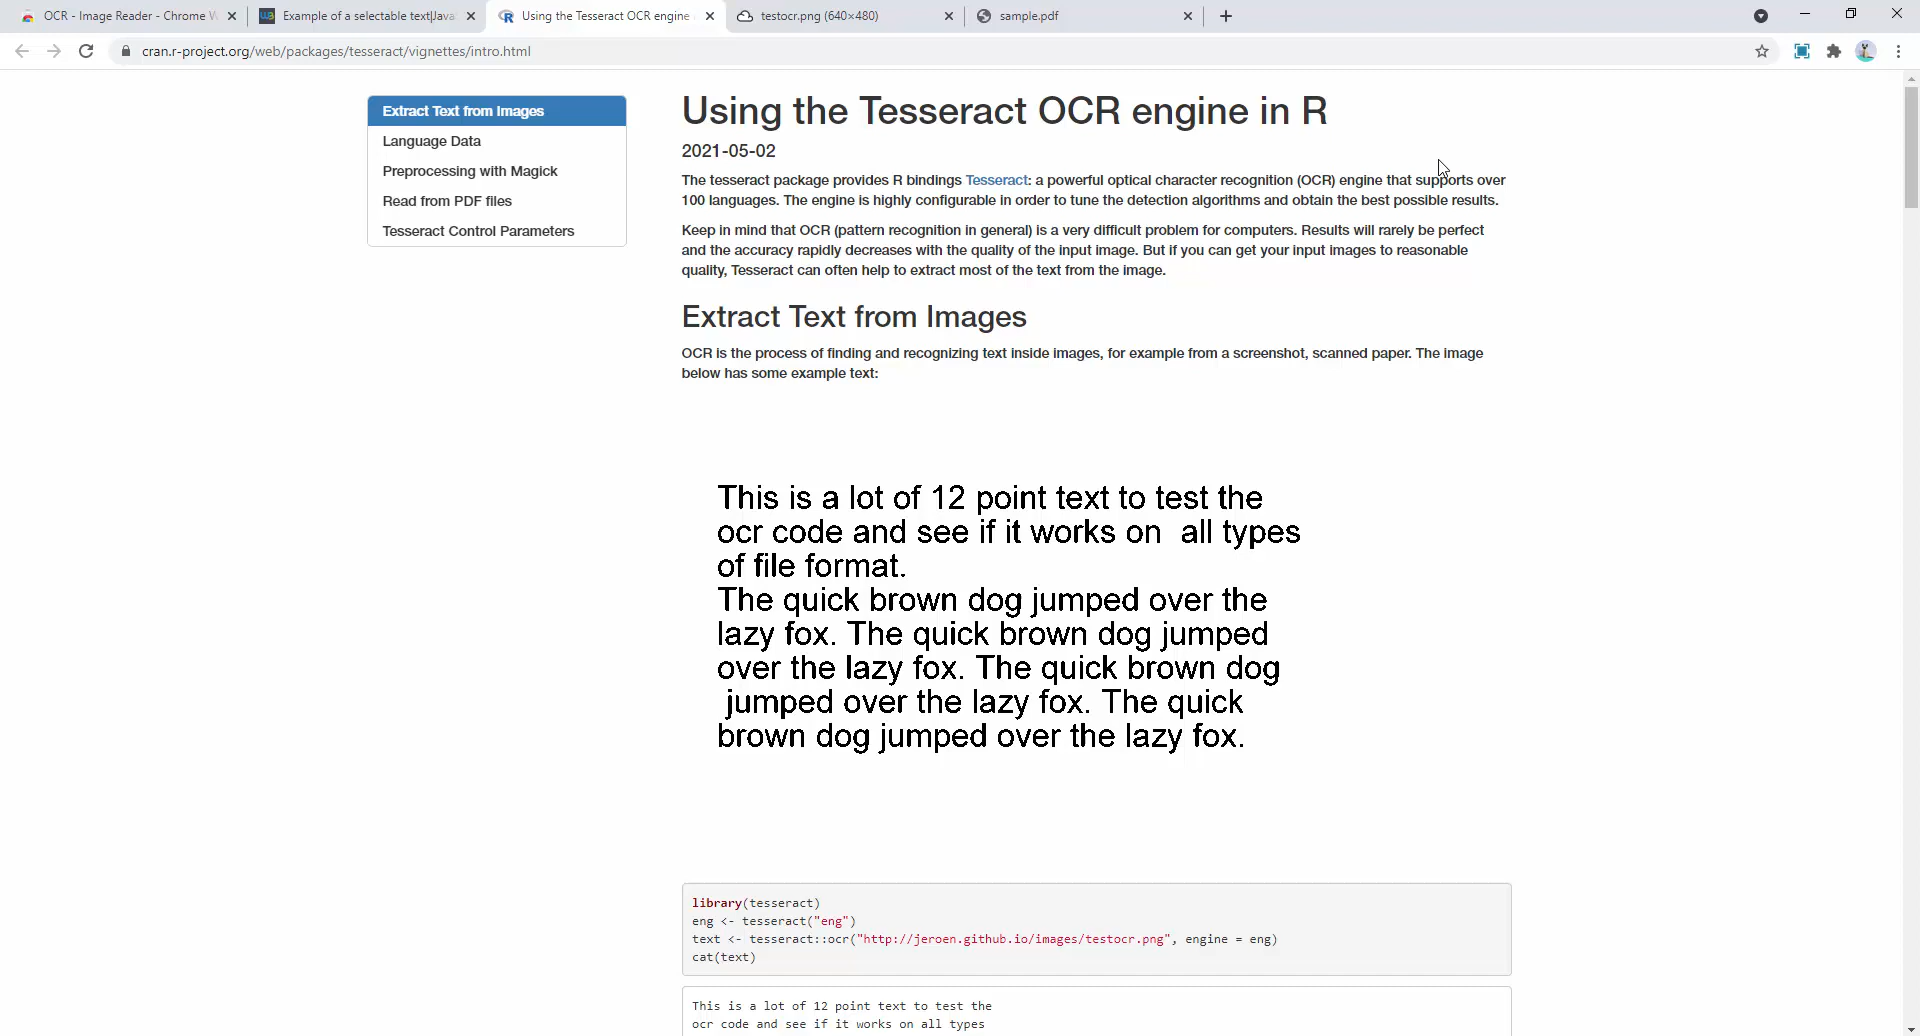 OCR - Image Reader - Chrome W
Example of a selectable text|Java
Using the Tesseract OCR engine
testocr.png (640×480)
sample.pdf
cran.r-project.org/web/packages/tesseract/vignettes/intro.html
Extract Text from Images
Language Data
Preprocessing with Magick
Read from PDF files
Tesseract Control Parameters
Using the Tesseract OCR engine in R
2021-05-02
The tesseract package provides R bindings Tesseract: a powerful optical character recognition (OCR) engine that supports over
100 languages. The engine is highly configurable in order to tune the detection algorithms and obtain the best possible results.
Keep in mind that OCR (pattern recognition in general) is a very difficult problem for computers. Results will rarely be perfect
and the accuracy rapidly decreases with the quality of the input image. But if you can get your input images to reasonable
quality, Tesseract can often help to extract most of the text from the image.
Extract Text from Images
OCR is the process of finding and recognizing text inside images, for example from a screenshot, scanned paper. The image
below has some example text:
This is a lot of 12 point text to test the
ocr code and see if it works on  all types
of file format.
The quick brown dog jumped over the
lazy fox. The quick brown dog jumped
over the lazy fox. The quick brown dog
jumped over the lazy fox. The quick
brown dog jumped over the lazy fox.
library(tesseract)
eng <- tesseract("eng")
text <- tesseract::ocr("http://jeroen.github.io/images/testocr.png", engine = eng)
cat(text)
This is a lot of 12 point text to test the
ocr code and see if it works on all types